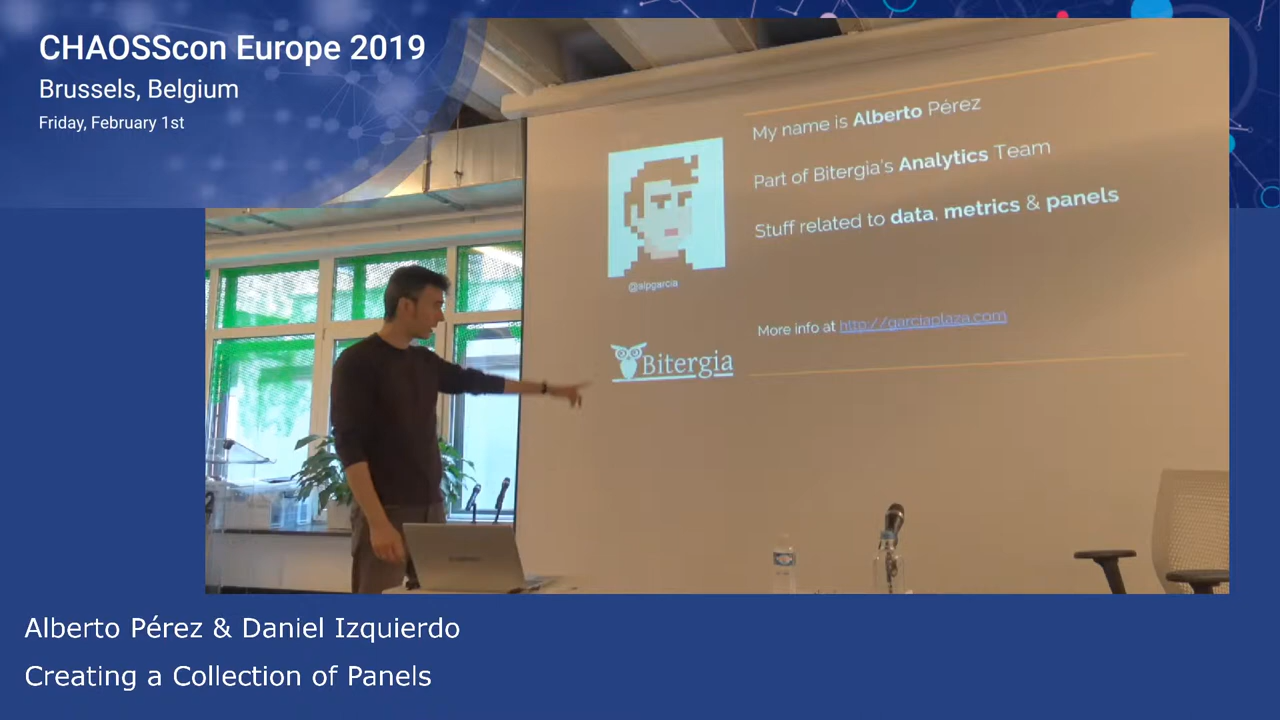 CHAOSScon Europe 2019
Brussels, Belgium
Friday, February 1st
My name is Alberto Pérez
Part of Bitergia's Analytics Team
Stuff related to data, metrics & panels
@alpgarcia
More info at http://garciaplaza.com
Bitergia
Alberto Pérez & Daniel Izquierdo
Creating a Collection of Panels